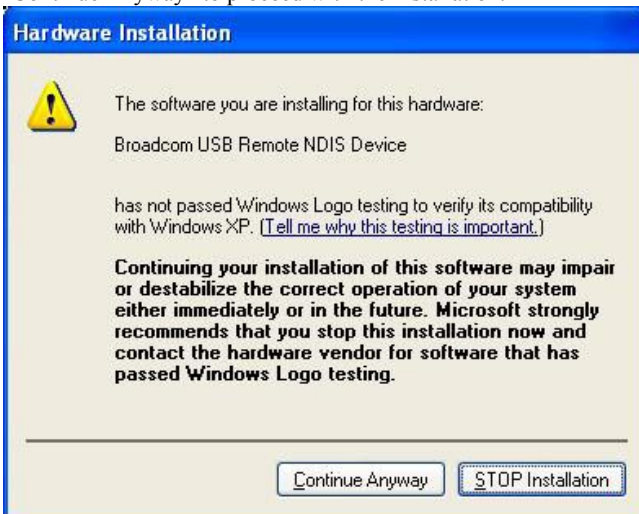 Hardware Installation
The software you are installing for this hardware:
Broadcom USB Remote NDIS Device
has not passed Windows Logo testing to verify its compatibility
with Windows XP. (Tell me why this testing is important.)
Continuing your installation of this software may impair
or destabilize the correct operation of your system
either immediately or in the future. Microsoft strongly
recommends that you stop this installation now and
contact the hardware vendor for software that has
passed Windows Logo testing.
Continue Anyway
STOP Installation